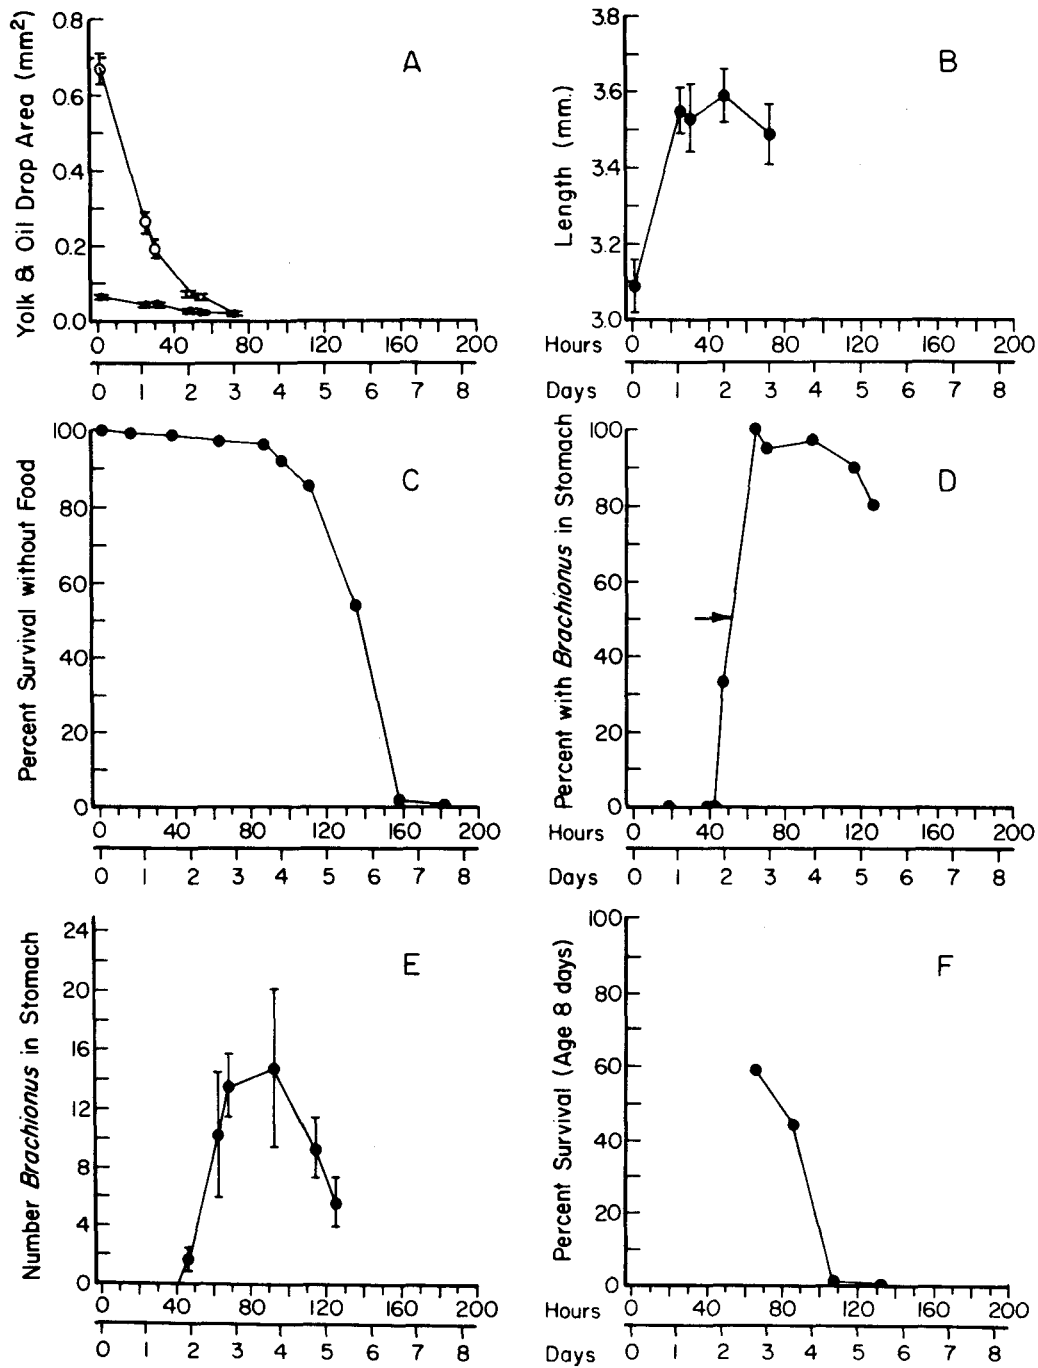 A
Yolk & Oil Drop Area (mm²)
0.8
0.6
0.4
0.2
0.0
0 40 80 120 160 200
0 1 2 3 4 5 6 7 8
B
Length (mm.)
3.8
3.6
3.4
3.2
3.0
Hours 0 40 80 120 160 200
Days 0 1 2 3 4 5 6 7 8
C
Percent Survival without Food
100
80
60
40
20
0
0 40 80 120 160 200
0 1 2 3 4 5 6 7 8
D
Percent with Brachionus in Stomach
100
80
60
40
20
0
Hours 0 40 80 120 160 200
Days 0 1 2 3 4 5 6 7 8
E
Number Brachionus in Stomach
24
20
16
12
8
4
0
0 40 80 120 160 200
0 1 2 3 4 5 6 7 8
F
Percent Survival (Age 8 days)
100
80
60
40
20
0
Hours 0 40 80 120 160 200
Days 0 1 2 3 4 5 6 7 8